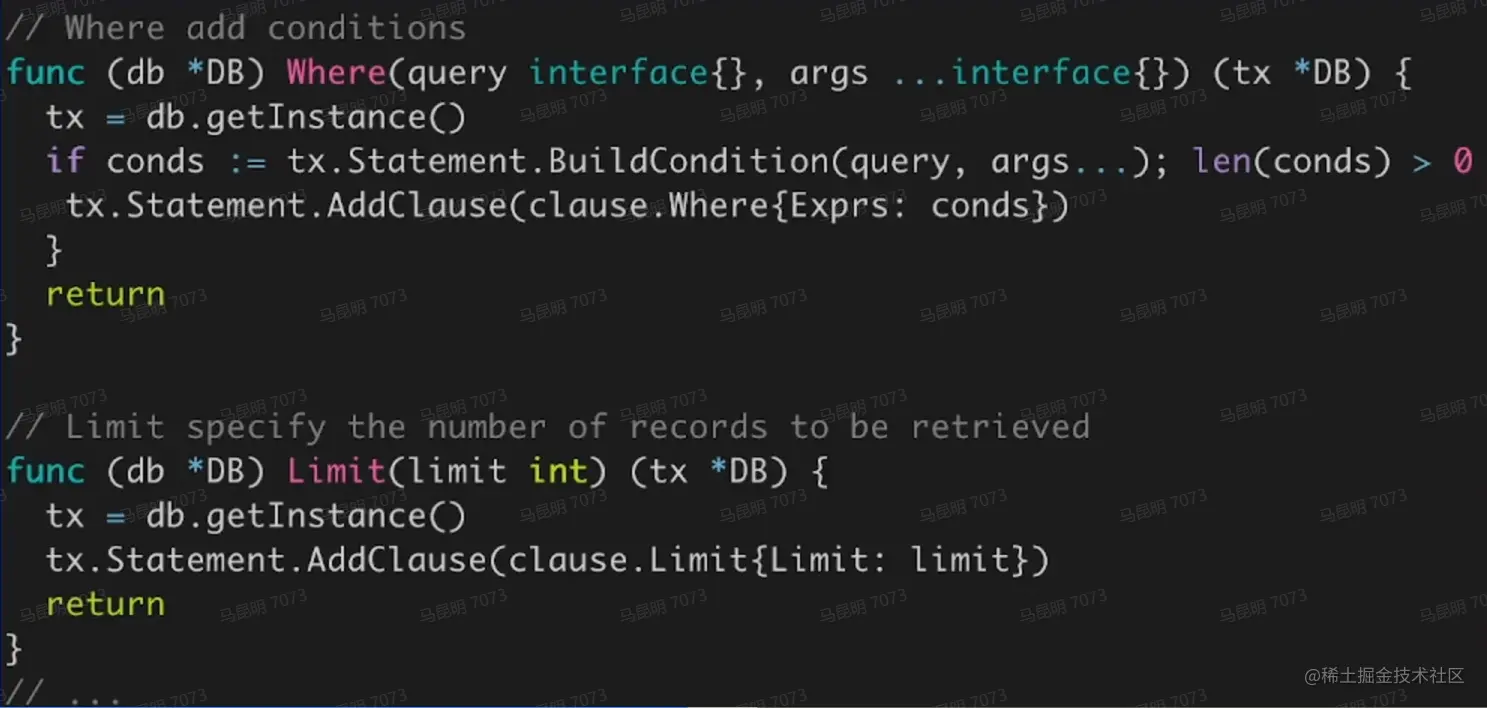 // Where add conditions
func (db *DB) Where(query interface{}, args ...interface{}) (tx *DB) {
  tx = db.getInstance()
  if conds := tx.Statement.BuildCondition(query, args...); len(conds) > 0
   tx.Statement.AddClause(clause.Where{Exprs: conds})
  }
  return
}

// Limit specify the number of records to be retrieved
func (db *DB) Limit(limit int) (tx *DB) {
  tx = db.getInstance()
  tx.Statement.AddClause(clause.Limit{Limit: limit})
  return
}
// ...
@稀土掘金技术社区
马昆明 7073